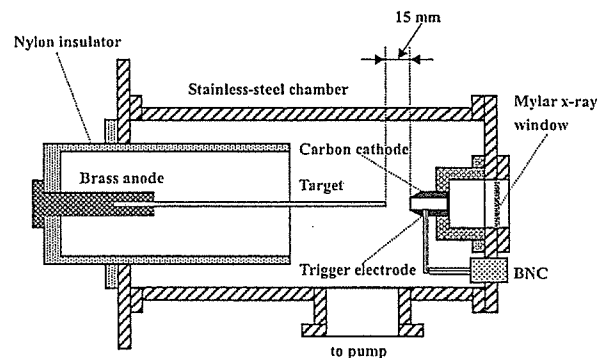 15 mm
Nylon insulator
Stainless-steel chamber
Mylar x-ray
window
Carbon cathode
Brass anode
Target
Trigger electrode
BNC
to pump